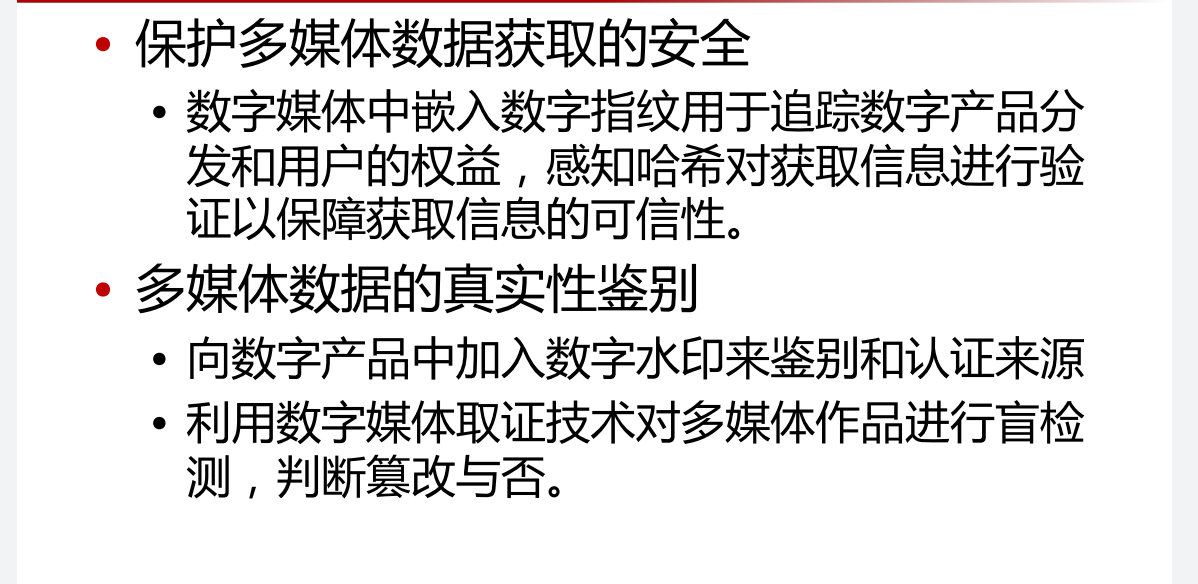 • 保护多媒体数据获取的安全
• 数字媒体中嵌入数字指纹用于追踪数字产品分
发和用户的权益，感知哈希对获取信息进行验
证以保障获取信息的可信性。
• 多媒体数据的真实性鉴别
• 向数字产品中加入数字水印来鉴别和认证来源
• 利用数字媒体取证技术对多媒体作品进行盲检
测，判断篡改与否。